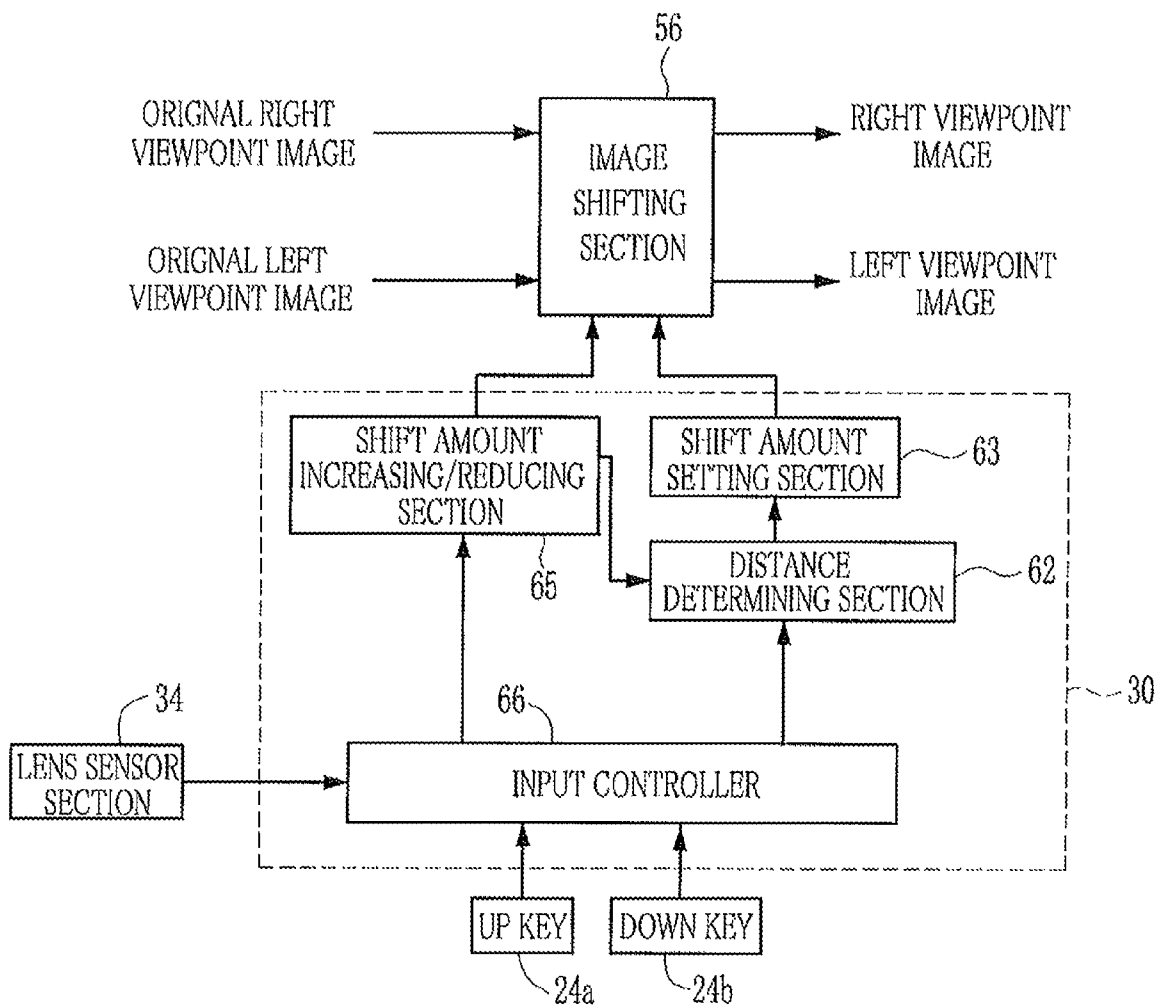 56
ORIGNAL RIGHT
VIEWPOINT IMAGE
IMAGE
SHIFTING
SECTION
RIGHT VIEWPOINT
IMAGE
ORIGNAL LEFT
VIEWPOINT IMAGE
LEFT VIEWPOINT
IMAGE
SHIFT AMOUNT
INCREASING/REDUCING
SECTION
65
SHIFT AMOUNT
SETTING SECTION
63
DISTANCE
DETERMINING SECTION
62
30
34
LENS SENSOR
SECTION
66
INPUT CONTROLLER
UP KEY
24a
DOWN KEY
24b